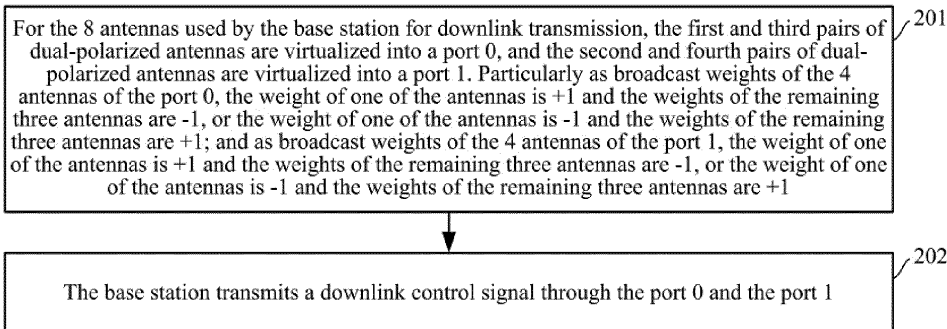 For the 8 antennas used by the base station for downlink transmission, the first and third pairs of
dual-polarized antennas are virtualized into a port 0, and the second and fourth pairs of dual-
polarized antennas are virtualized into a port 1. Particularly as broadcast weights of the 4
antennas of the port 0, the weight of one of the antennas is +1 and the weights of the remaining
three antennas are -1, or the weight of one of the antennas is -1 and the weights of the remaining
three antennas are +1; and as broadcast weights of the 4 antennas of the port 1, the weight of one
of the antennas is +1 and the weights of the remaining three antennas are -1, or the weight of one
of the antennas is -1 and the weights of the remaining three antennas are +1
201
The base station transmits a downlink control signal through the port 0 and the port 1
202